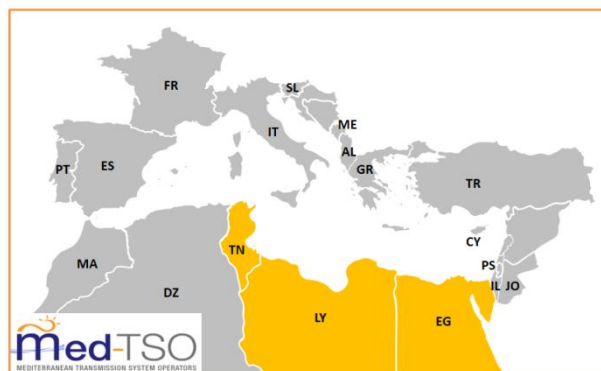 FR
SL
IT
ME
AL
GR
PT
ES
TR
CY
TN
MA
PS
IL
JO
DZ
LY
EG
med-TSO
MEDITERRANEAN TRANSMISSION SYSTEM OPERATORS